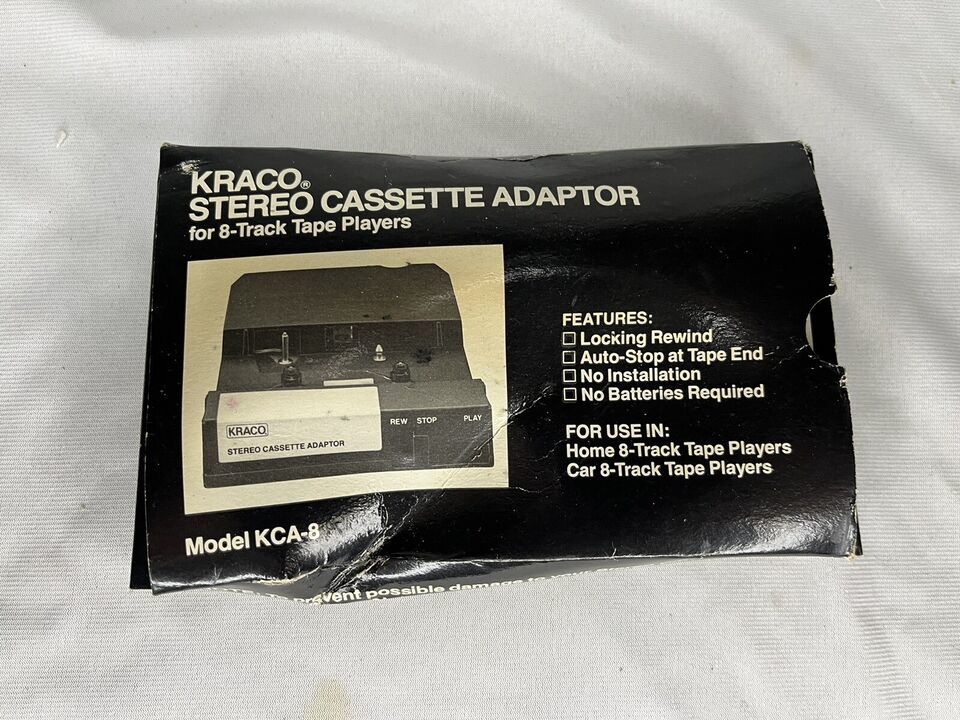 KRACO®
STEREO CASSETTE ADAPTOR
for 8-Track Tape Players
KRACO
STEREO CASSETTE ADAPTOR
REW STOP PLAY
FEATURES:
☐ Locking Rewind
☐ Auto-Stop at Tape End
☐ No Installation
☐ No Batteries Required
FOR USE IN:
Home 8-Track Tape Players
Car 8-Track Tape Players
Model KCA-8
prevent possible damage to